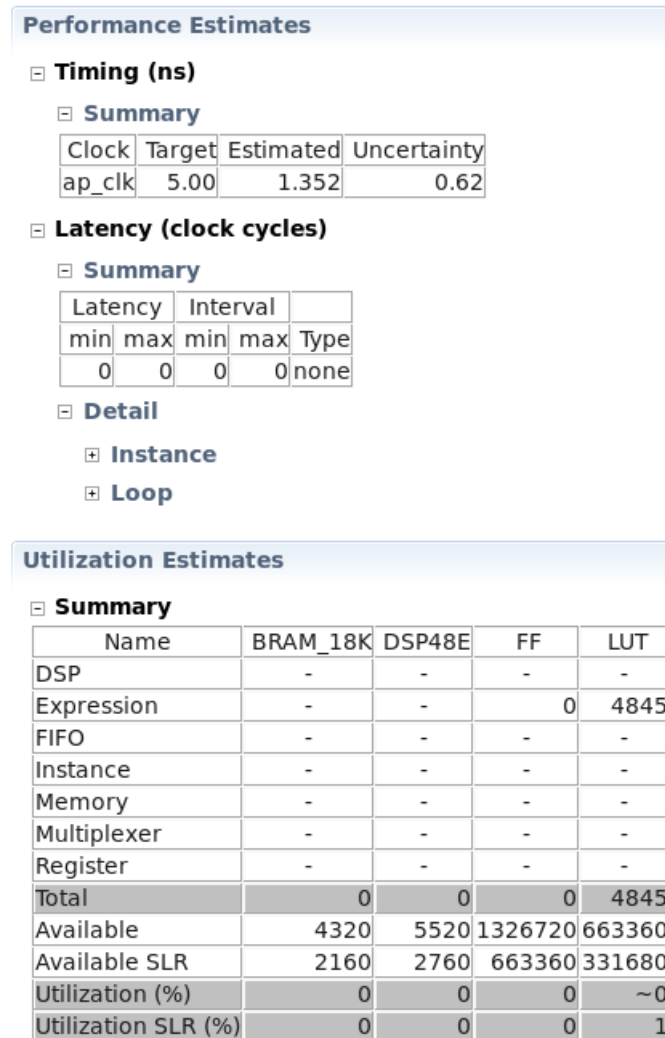 Performance Estimates
Timing (ns)
Summary
Clock Target Estimated Uncertainty
ap_clk 5.00 1.352 0.62
Latency (clock cycles)
Summary
Latency Interval
min max min max Type
0 0 0 0 none
Detail
Instance
Loop
Utilization Estimates
Summary
Name BRAM_18K DSP48E FF LUT
DSP - - - -
Expression - - 0 4845
FIFO - - - -
Instance - - - -
Memory - - - -
Multiplexer - - - -
Register - - - -
Total 0 0 0 4845
Available 4320 5520 1326720 663360
Available SLR 2160 2760 663360 331680
Utilization (%) 0 0 0 ~0
Utilization SLR (%) 0 0 0 1